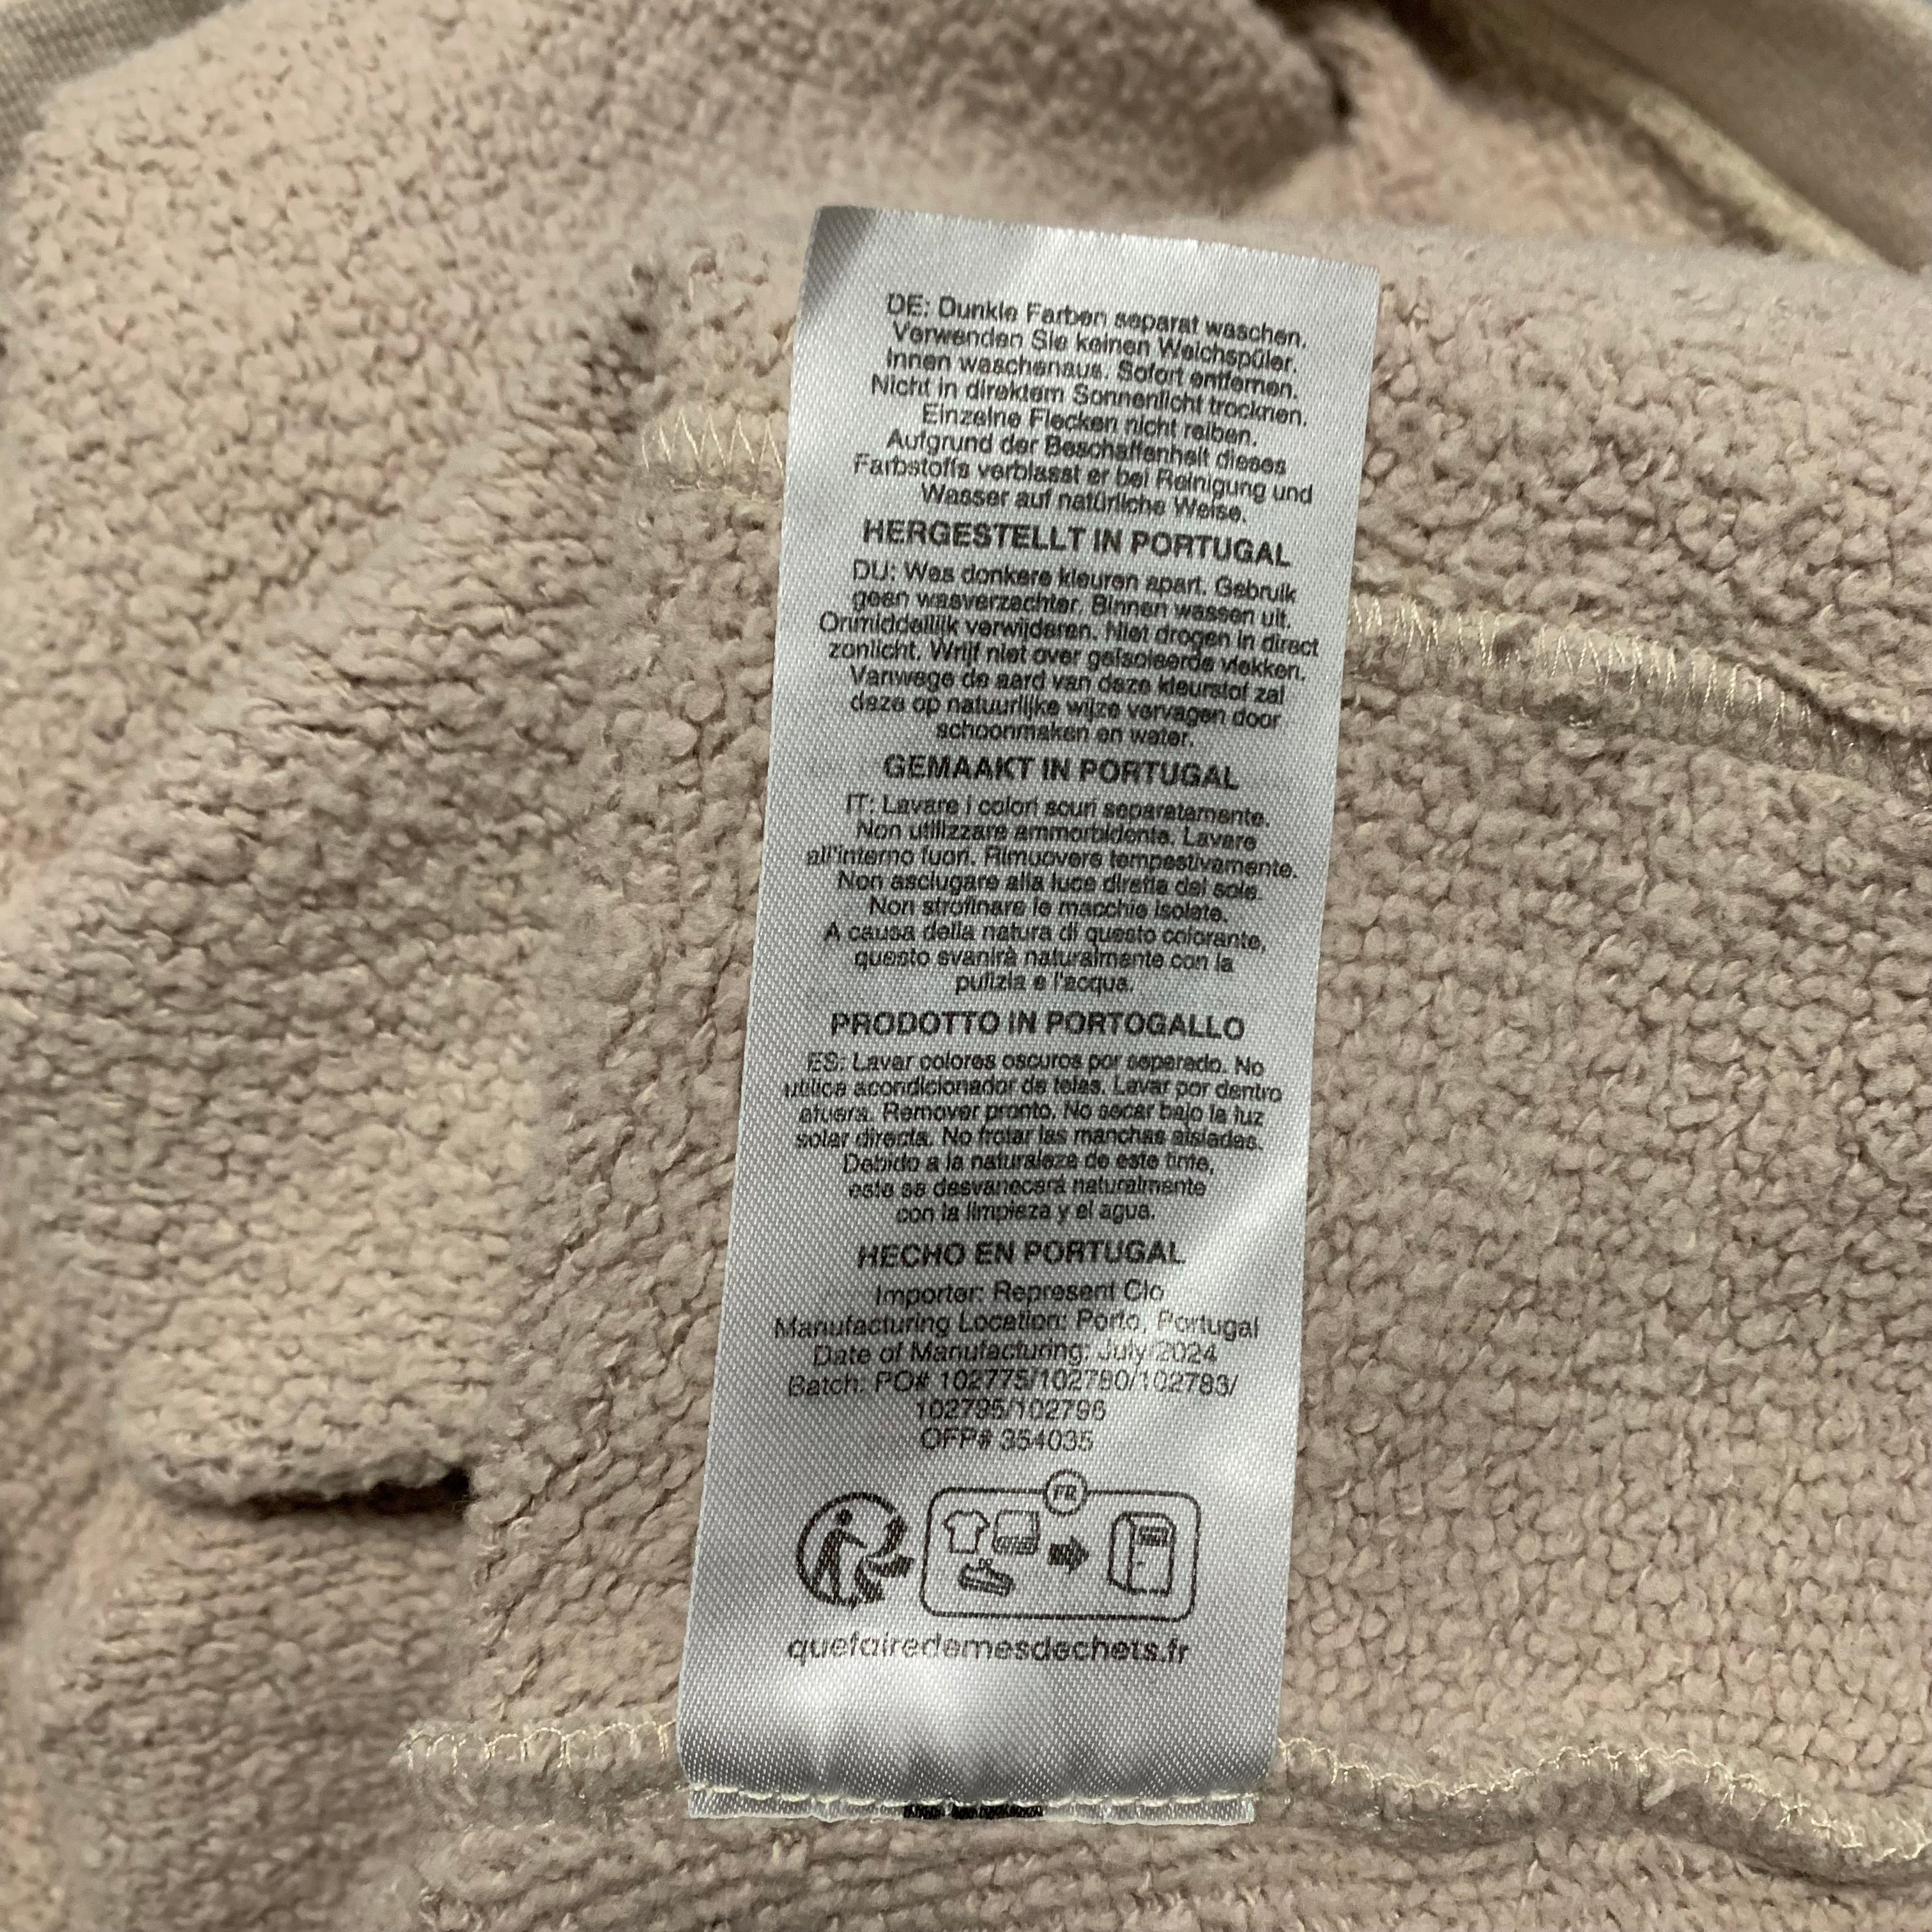 DE: Dunkle Farben separat waschen.
Verwenden Sie keinen Weichspüler.
Innen waschenaus. Sofort entfernen.
Nicht in direktem Sonnenlicht trocknen.
Einzelne Flecken nicht reiben.
Aufgrund der Beschaffenheit dieses
Farbstoffs verblasst er bei Reinigung und
Wasser auf natürliche Weise.
HERGESTELLT IN PORTUGAL
DU: Was donkere kleuren apart. Gebruik
geen wasverzachter. Binnen wassen uit.
Onmiddellijk verwijderen. Niet drogen in direct
zonlicht. Wrijf niet over geïsoleerde vlekken.
Vanwege de aard van deze kleurstof zal
deze op natuurlijke wijze vervagen door
schoonmaken en water.
GEMAAKT IN PORTUGAL
IT: Lavare i colori scuri separatamente.
Non utilizzare ammorbidente. Lavare
all'interno fuori. Rimuovere tempestivamente.
Non asciugare alla luce diretta del sole.
Non strofinare le macchie isolate.
A causa della natura di questo colorante,
questo svanirà naturalmente con la
pulizia e l'acqua.
PRODOTTO IN PORTOGALLO
ES: Lavar colores oscuros por separado. No
utilice acondicionador de telas. Lavar por dentro
afuera. Remover pronto. No secar bajo la luz
solar directa. No frotar las manchas aisladas.
Debido a la naturaleza de este tinte,
este se desvanecerá naturalmente
con la limpieza y el agua.
HECHO EN PORTUGAL
Importer: Represent Clo
Manufacturing Location: Porto, Portugal
Date of Manufacturing: July 2024
Batch: PO# 102775/102780/102783/
102795/102796
OFP# 354035
FR
quefairedemesdechets.fr